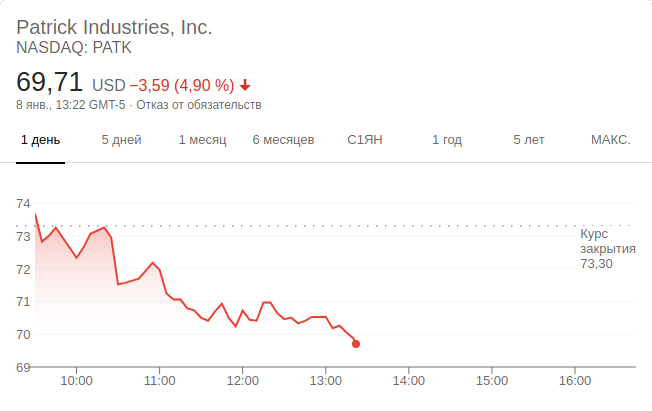 Patrick Industries, Inc.
NASDAQ: PATK
69,71 USD −3,59 (4,90 %)
8 янв., 13:22 GMT-5 · Отказ от обязательств
1 день 5 дней 1 месяц 6 месяцев С1ЯН 1 год 5 лет МАКС.
74
73
Курс
закрытия
73,30
72
71
70
69
10:00 11:00 12:00 13:00 14:00 15:00 16:00